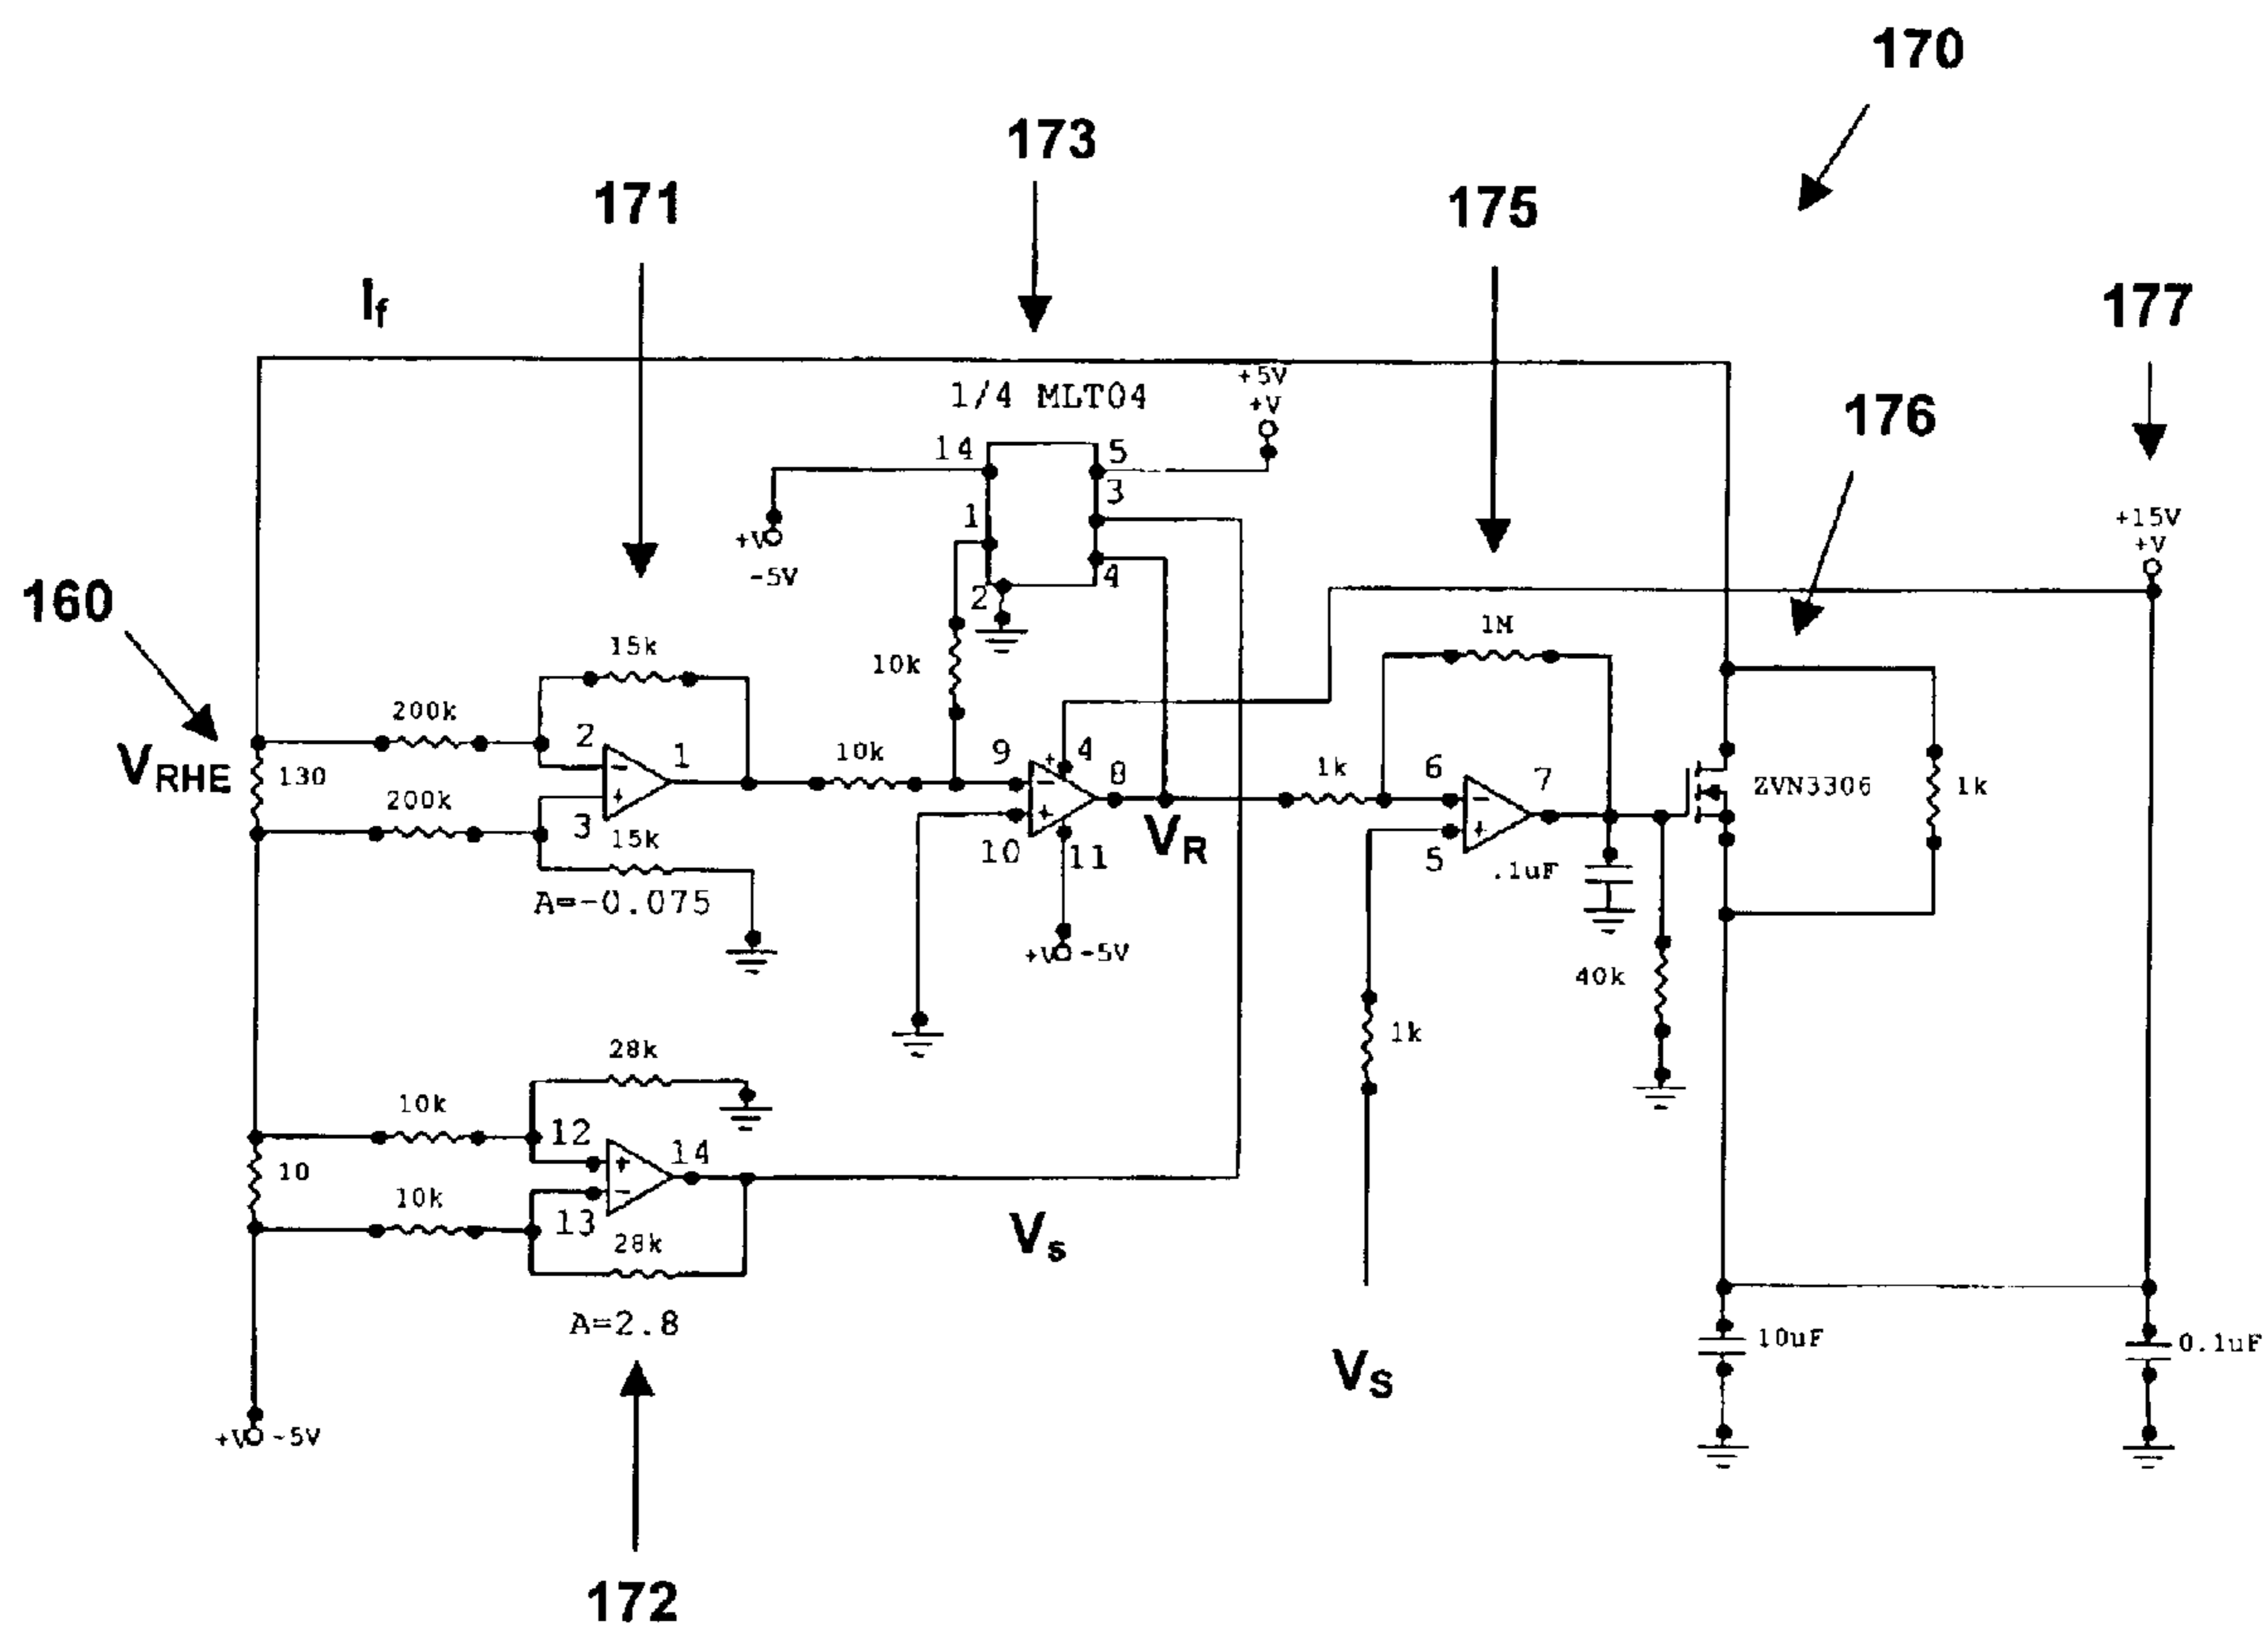 170
173
171
175
177
If
+5V
+V
1/4 MLT04
176
14
5
3
1
+V
-5V
4
2
+15V
+V
160
15k
10k
1M
200k
2
1
VRHE
130
10k
9
4
8
1k
6
7
ZVN3306
1k
200k
3
15k
10
11
VR
5
.1uF
A=-0.075
+V -5V
40k
1k
28k
10k
12
14
10
10k
13
28k
Vs
A=2.8
VS
10uF
0.1uF
+V -5V
172